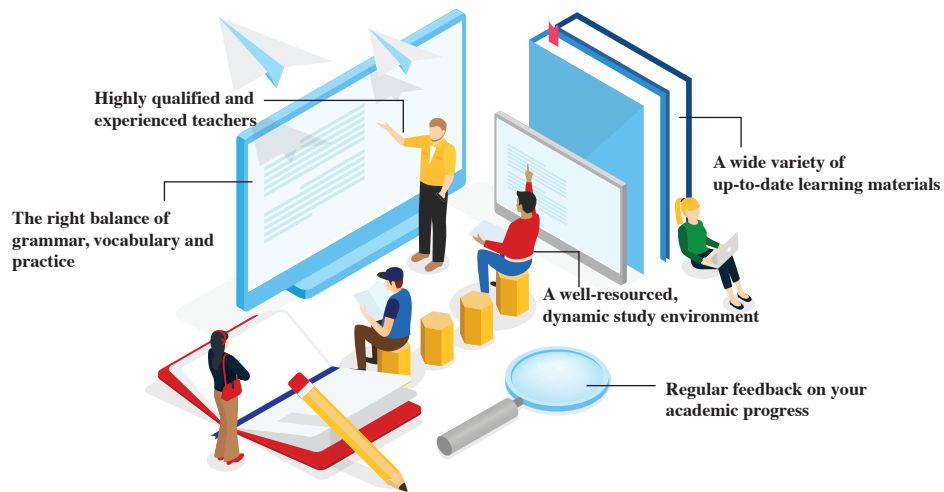 Highly qualified and
experienced teachers
The right balance of
grammar, vocabulary and
practice
A wide variety of
up-to-date learning materials
A well-resourced,
dynamic study environment
Regular feedback on your
academic progress